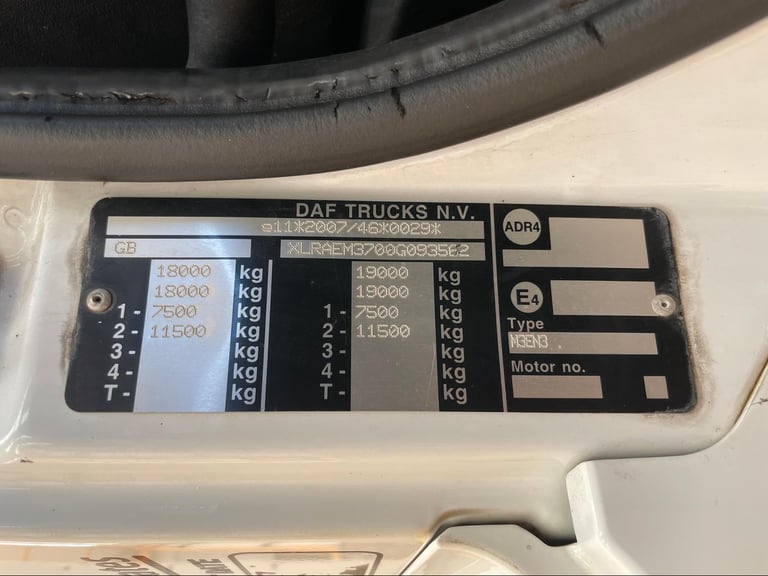 DAF TRUCKS N.V.
e11*2007/46*0029*
GB XLRAEM3700G093562
18000 kg 19000 kg
18000 kg 19000 kg
1- 7500 kg 1- 7500 kg
2- 11500 kg 2- 11500 kg
3- kg 3- kg
4- kg 4- kg
T- kg T- kg
ADR4
E4
Type
M3EN3 .
Motor no.